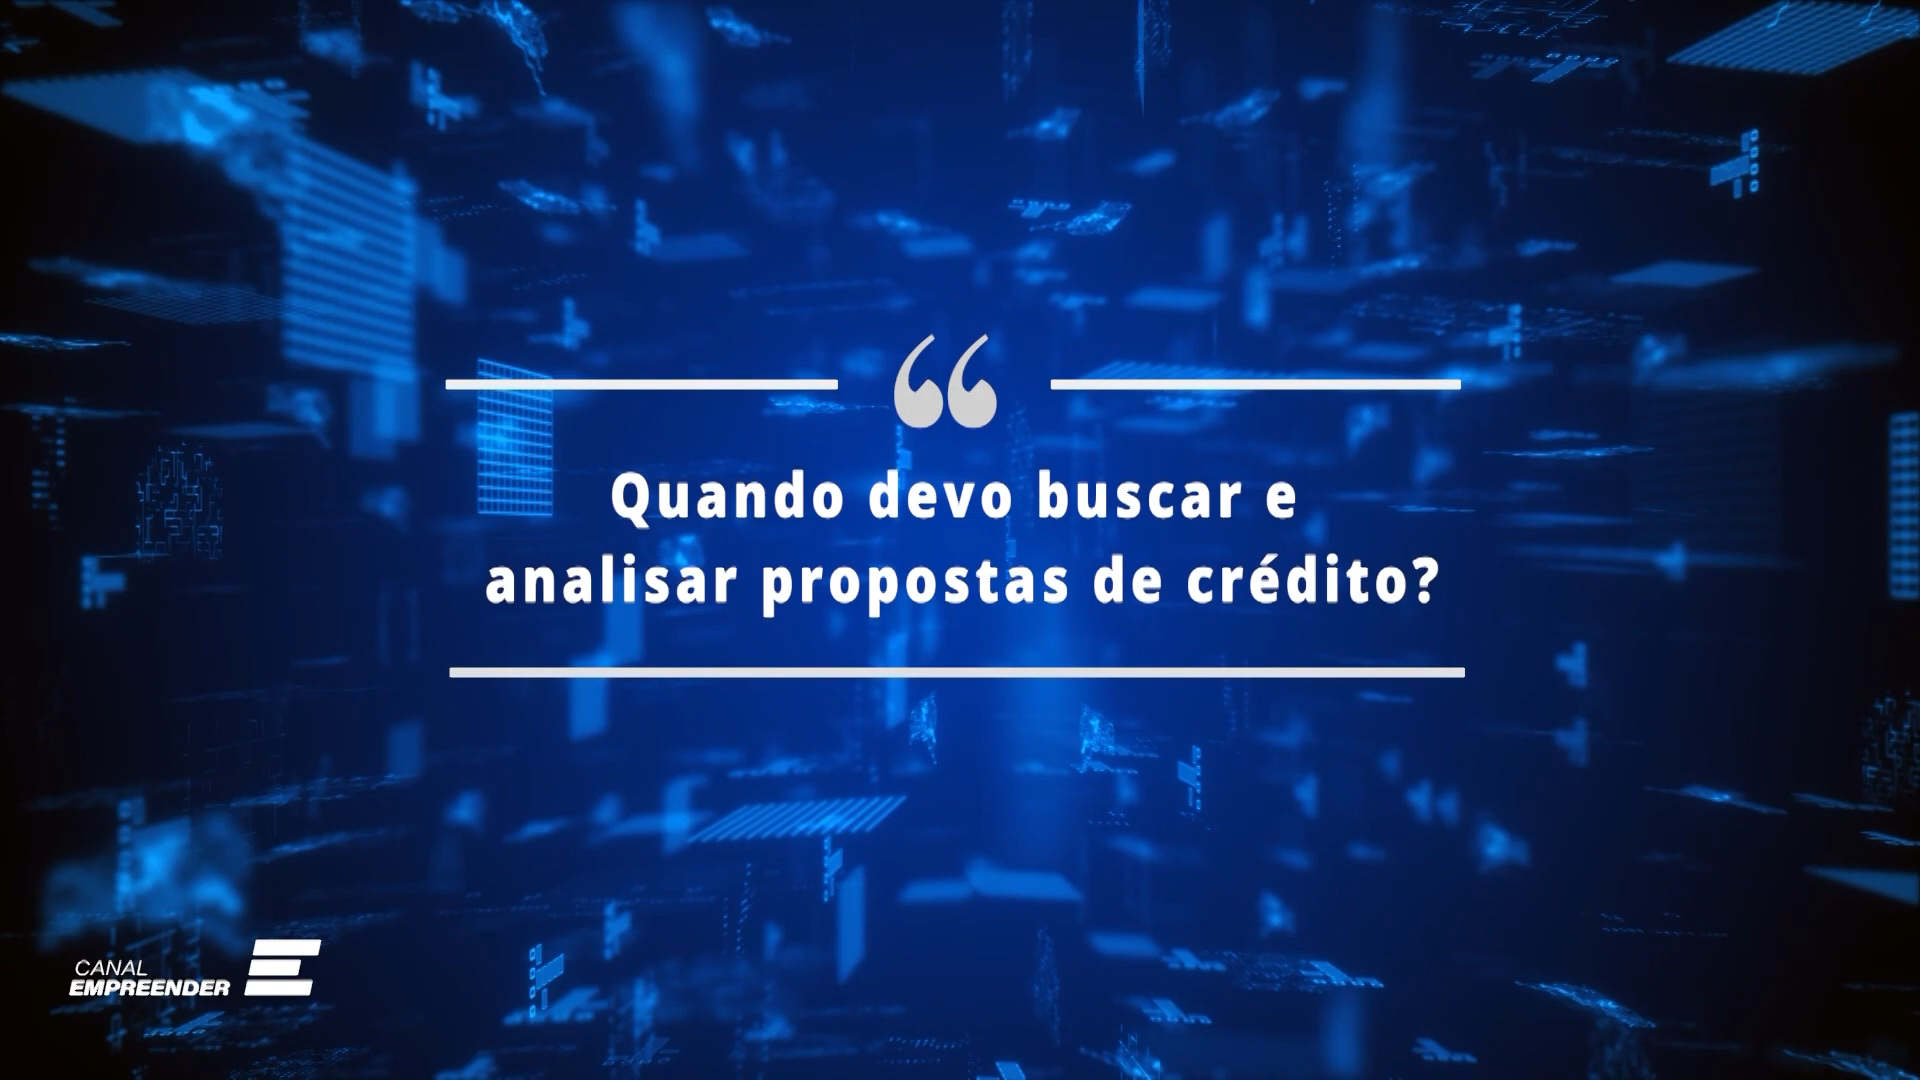 “
Quando devo buscar e
analisar propostas de crédito?
CANAL
EMPREENDER